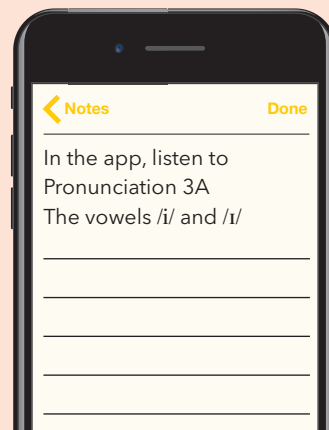 Notes
Done
In the app, listen to
Pronunciation 3A
The vowels /i/ and /ɪ/